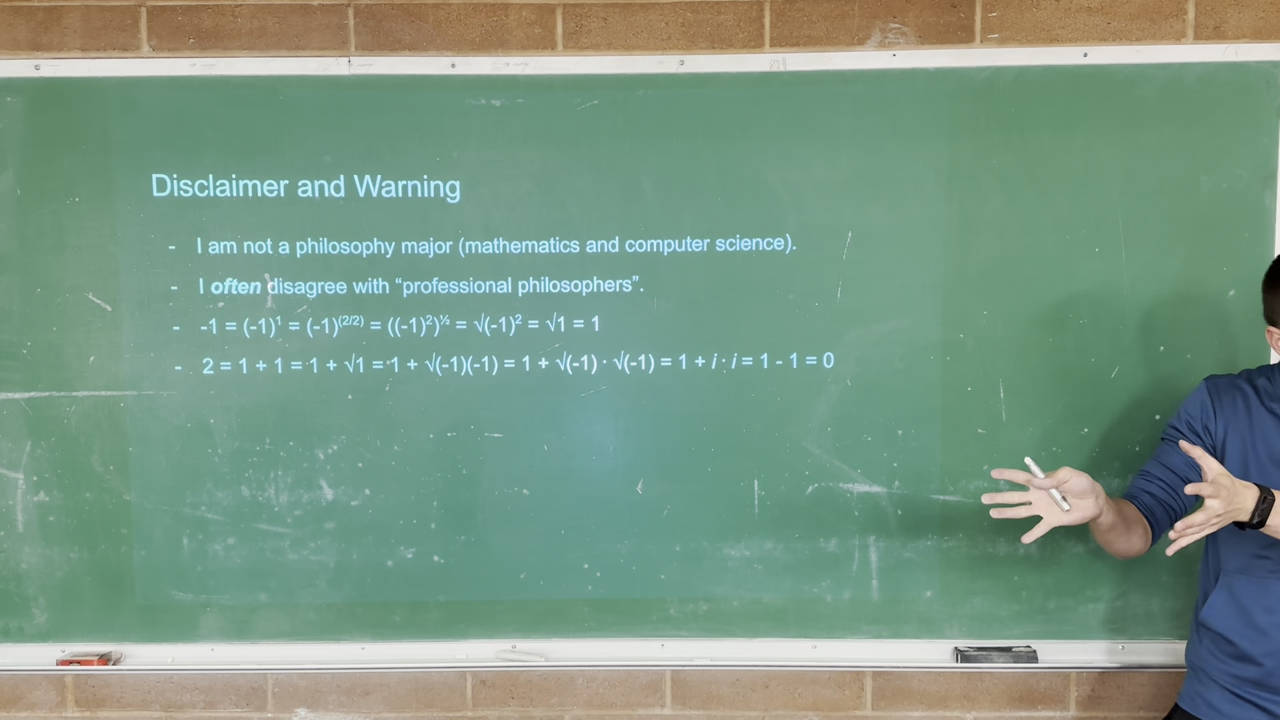 Disclaimer and Warning
- I am not a philosophy major (mathematics and computer science).
- I often disagree with “professional philosophers”.
- -1 = (-1)¹ = (-1)⁽²ᐟ²⁾ = ((-1)²)^½ = √(-1)² = √1 = 1
- 2 = 1 + 1 = 1 + √1 = 1 + √(-1)(-1) = 1 + √(-1) · √(-1) = 1 + i · i = 1 - 1 = 0